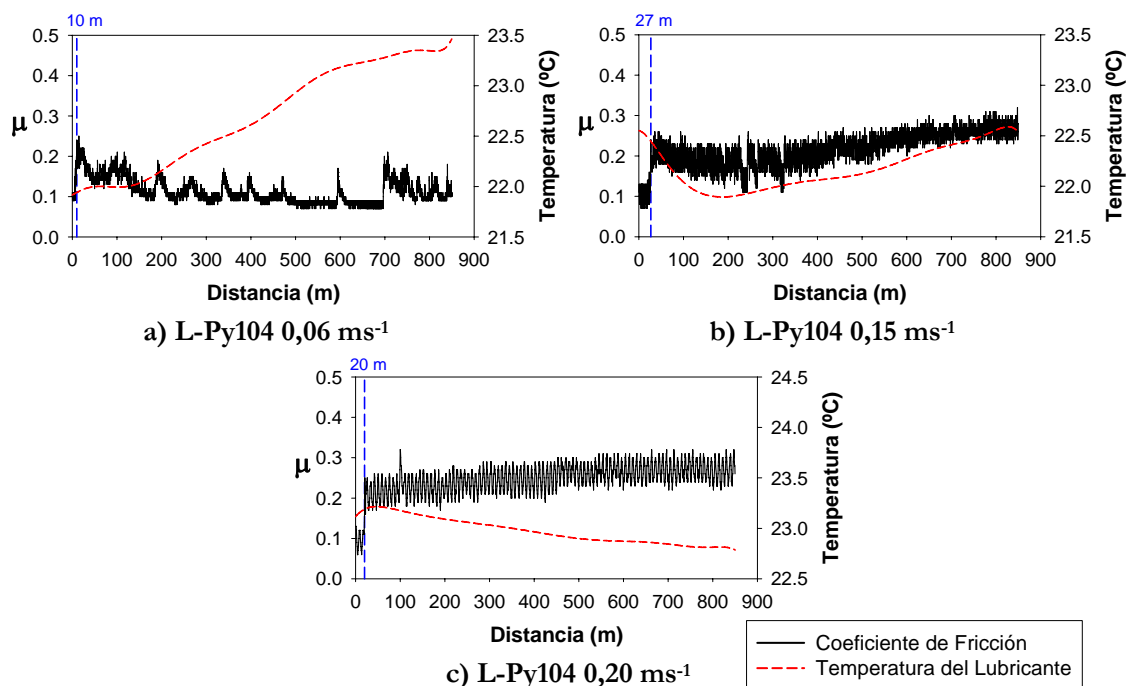 10 m
0.5
0.4
0.3
0.2
0.1
0.0
μ
23.5
23.0
22.5
22.0
21.5
Temperatura (ºC)
0 100 200 300 400 500 600 700 800 900
Distancia (m)
a) L-Py104 0,06 ms-1
27 m
0.5
0.4
0.3
0.2
0.1
0.0
μ
23.5
23.0
22.5
22.0
21.5
Temperatura (ºC)
0 100 200 300 400 500 600 700 800 900
Distancia (m)
b) L-Py104 0,15 ms-1
20 m
0.5
0.4
0.3
0.2
0.1
0.0
μ
24.5
24.0
23.5
23.0
22.5
Temperatura (ºC)
0 100 200 300 400 500 600 700 800 900
Distancia (m)
c) L-Py104 0,20 ms-1
Coeficiente de Fricción
Temperatura del Lubricante